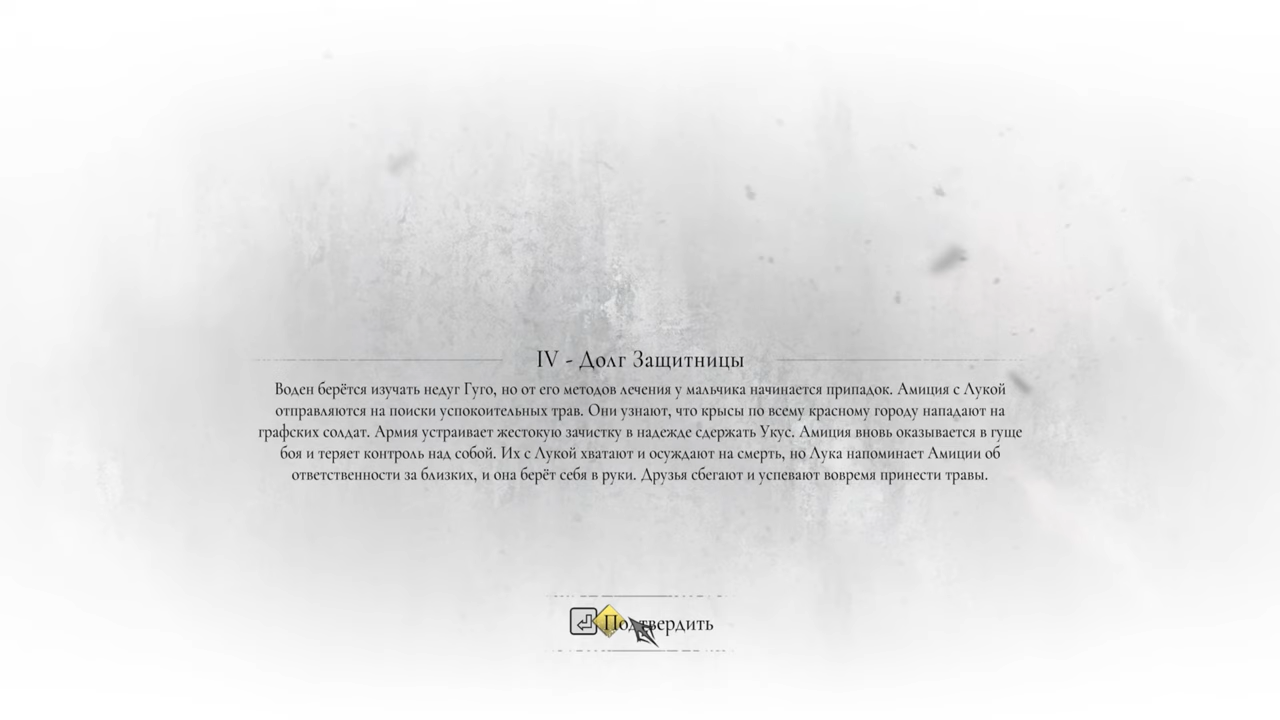 IV - Долг Защитницы
Воден берётся изучать недуг Гуго, но от его методов лечения у мальчика начинается припадок. Амиция с Лукой
отправляются на поиски успокоительных трав. Они узнают, что крысы по всему красному городу нападают на
графских солдат. Армия устраивает жестокую зачистку в надежде сдержать Укус. Амиция вновь оказывается в гуще
боя и теряет контроль над собой. Их с Лукой хватают и осуждают на смерть, но Лука напоминает Амиции об
ответственности за близких, и она берёт себя в руки. Друзья сбегают и успевают вовремя принести травы.
Подтвердить